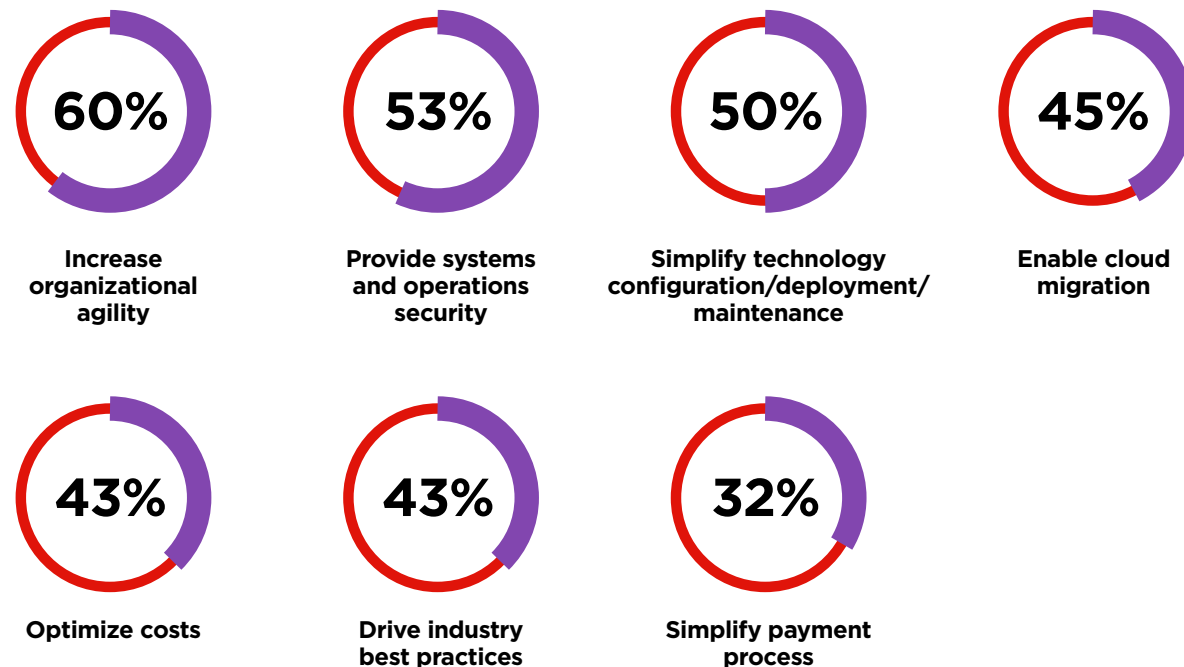 60%
Increase
organizational
agility
53%
Provide systems
and operations
security
50%
Simplify technology
configuration/deployment/
maintenance
45%
Enable cloud
migration
43%
Optimize costs
43%
Drive industry
best practices
32%
Simplify payment
process